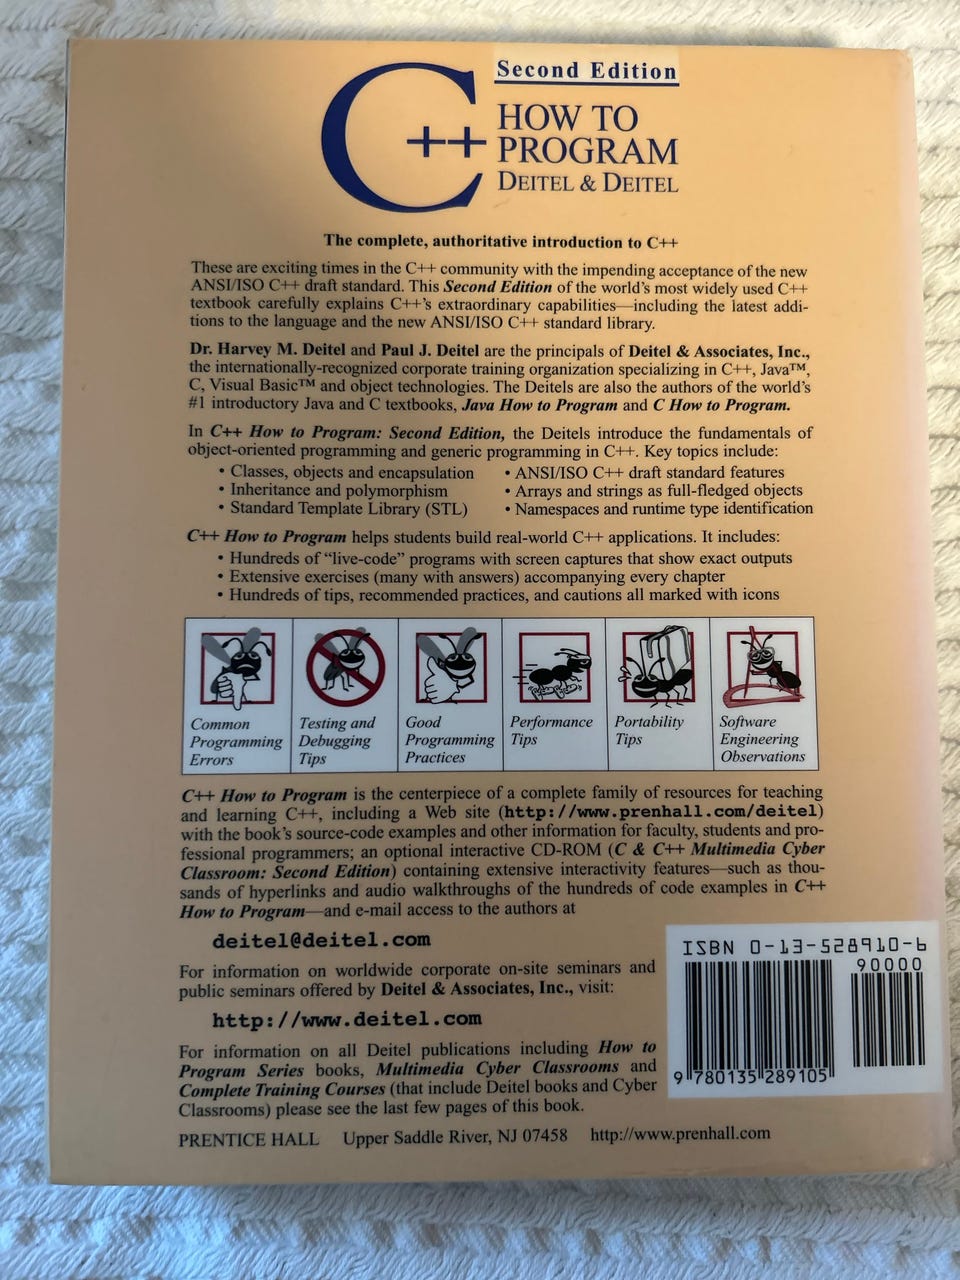 Second Edition
C++
HOW TO
PROGRAM
DEITEL & DEITEL
The complete, authoritative introduction to C++
These are exciting times in the C++ community with the impending acceptance of the new
ANSI/ISO C++ draft standard. This Second Edition of the world's most widely used C++
textbook carefully explains C++'s extraordinary capabilities—including the latest addi-
tions to the language and the new ANSI/ISO C++ standard library.
Dr. Harvey M. Deitel and Paul J. Deitel are the principals of Deitel & Associates, Inc.,
the internationally-recognized corporate training organization specializing in C++, Java™,
C, Visual Basic™ and object technologies. The Deitels are also the authors of the world's
#1 introductory Java and C textbooks, Java How to Program and C How to Program.
In C++ How to Program: Second Edition, the Deitels introduce the fundamentals of
object-oriented programming and generic programming in C++. Key topics include:
• Classes, objects and encapsulation • ANSI/ISO C++ draft standard features
• Inheritance and polymorphism • Arrays and strings as full-fledged objects
• Standard Template Library (STL) • Namespaces and runtime type identification
C++ How to Program helps students build real-world C++ applications. It includes:
• Hundreds of “live-code” programs with screen captures that show exact outputs
• Extensive exercises (many with answers) accompanying every chapter
• Hundreds of tips, recommended practices, and cautions all marked with icons
Common
Programming
Errors
Testing and
Debugging
Tips
Good
Programming
Practices
Performance
Tips
Portability
Tips
Software
Engineering
Observations
C++ How to Program is the centerpiece of a complete family of resources for teaching
and learning C++, including a Web site (http://www.prenhall.com/deitel)
with the book's source-code examples and other information for faculty, students and pro-
fessional programmers; an optional interactive CD-ROM (C & C++ Multimedia Cyber
Classroom: Second Edition) containing extensive interactivity features—such as thou-
sands of hyperlinks and audio walkthroughs of the hundreds of code examples in C++
How to Program—and e-mail access to the authors at
deitel@deitel.com
For information on worldwide corporate on-site seminars and
public seminars offered by Deitel & Associates, Inc., visit:
http://www.deitel.com
For information on all Deitel publications including How to
Program Series books, Multimedia Cyber Classrooms and
Complete Training Courses (that include Deitel books and Cyber
Classrooms) please see the last few pages of this book.
PRENTICE HALL Upper Saddle River, NJ 07458 http://www.prenhall.com
ISBN 0-13-528910-6
90000
9 780135 289105